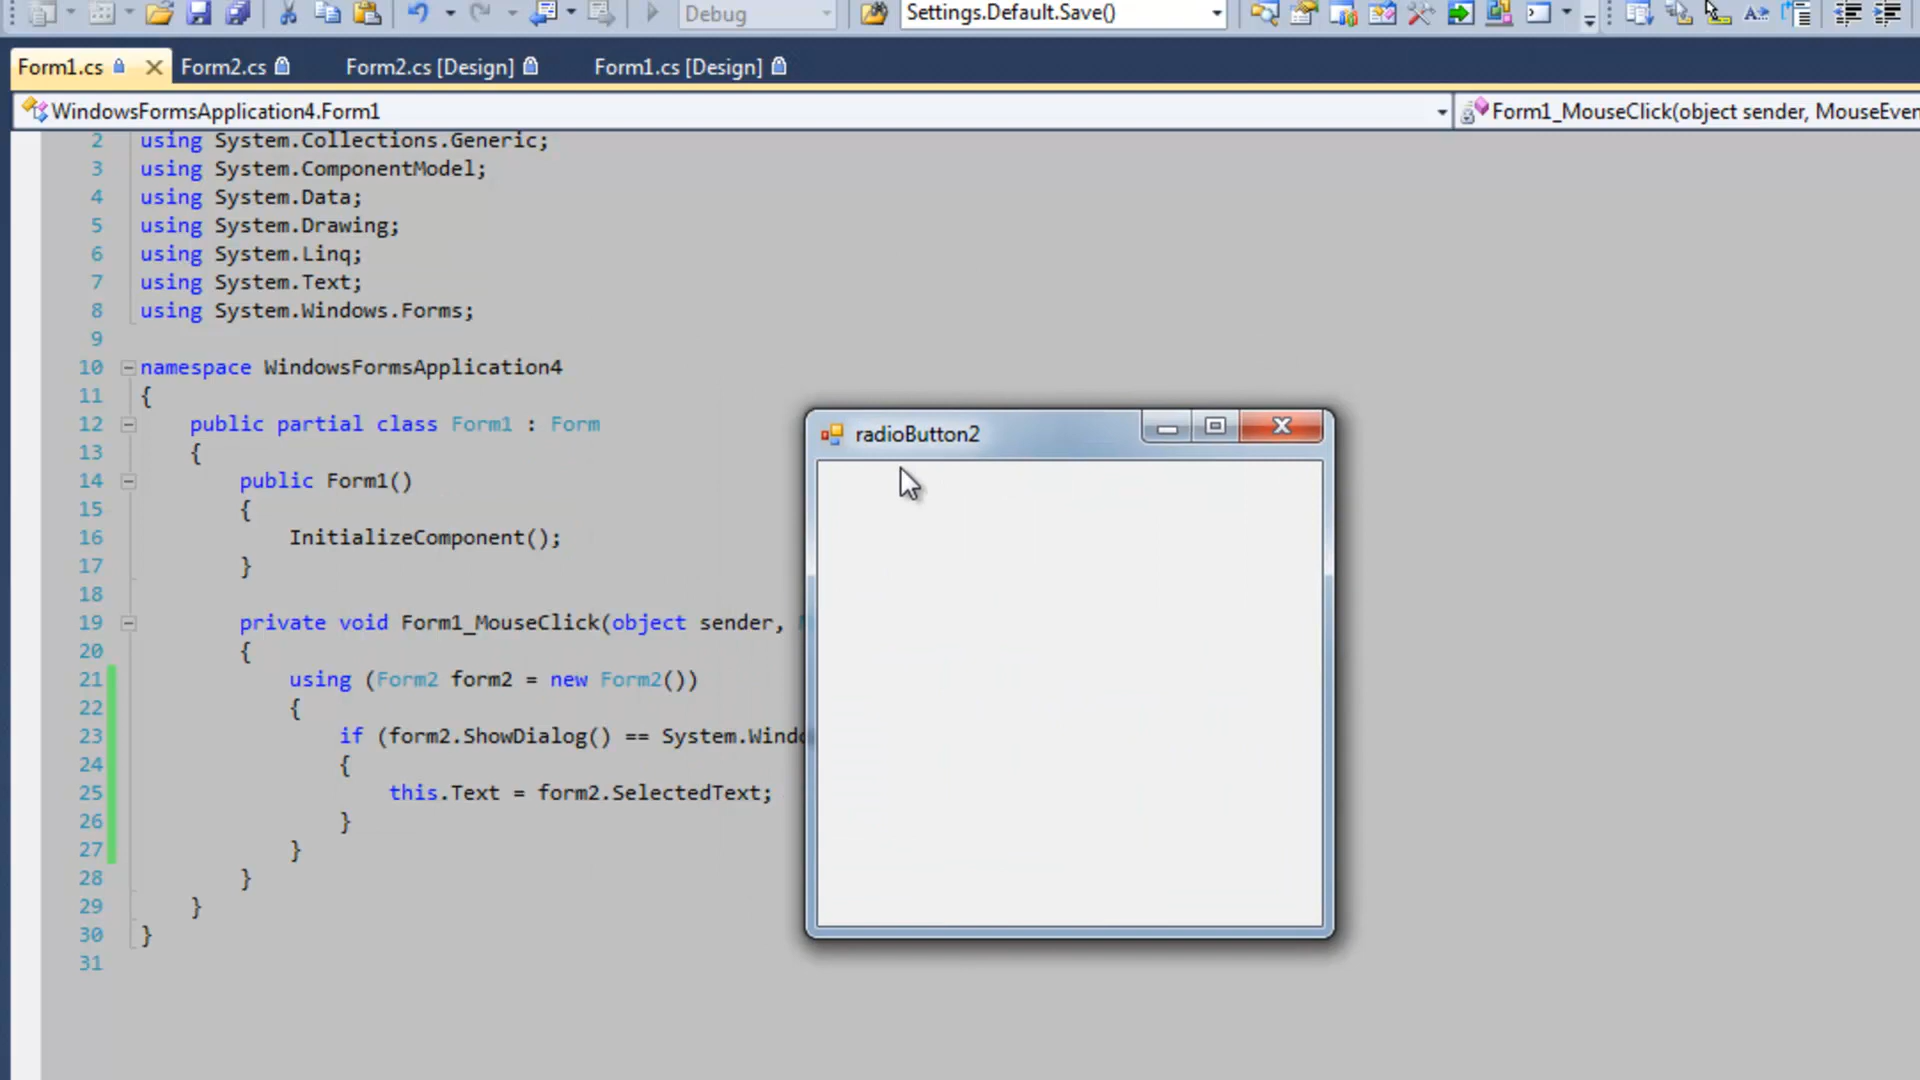 Debug
Settings.Default.Save()
Form1.cs
Form2.cs
Form2.cs [Design]
Form1.cs [Design]
WindowsFormsApplication4.Form1
Form1_MouseClick(object sender, MouseEven
2 using System.Collections.Generic;
3 using System.ComponentModel;
4 using System.Data;
5 using System.Drawing;
6 using System.Linq;
7 using System.Text;
8 using System.Windows.Forms;
9
10 namespace WindowsFormsApplication4
11 {
12 public partial class Form1 : Form
13 {
14 public Form1()
15 {
16 InitializeComponent();
17 }
18
19 private void Form1_MouseClick(object sender,
20 {
21 using (Form2 form2 = new Form2())
22 {
23 if (form2.ShowDialog() == System.Windo
24 {
25 this.Text = form2.SelectedText;
26 }
27 }
28 }
29 }
30 }
31
radioButton2